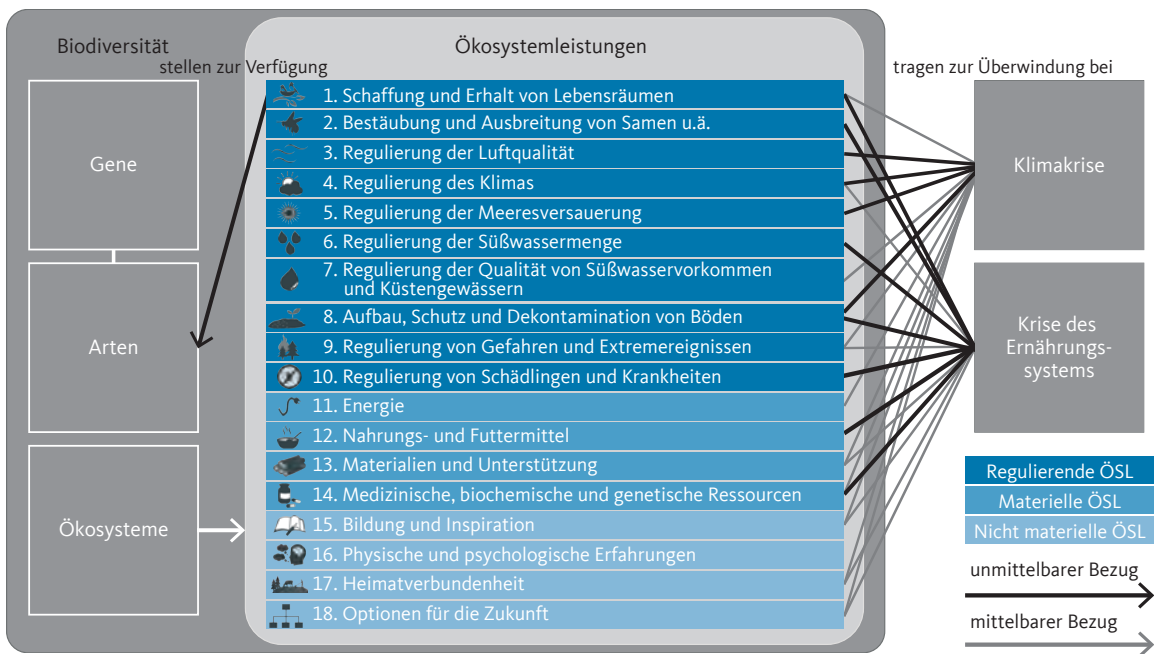 Biodiversität
Ökosystemleistungen
stellen zur Verfügung
tragen zur Überwindung bei
Gene
Arten
Ökosysteme
1. Schaffung und Erhalt von Lebensräumen
2. Bestäubung und Ausbreitung von Samen u.ä.
3. Regulierung der Luftqualität
4. Regulierung des Klimas
5. Regulierung der Meeresversauerung
6. Regulierung der Süßwassermenge
7. Regulierung der Qualität von Süßwasservorkommen
und Küstengewässern
8. Aufbau, Schutz und Dekontamination von Böden
9. Regulierung von Gefahren und Extremereignissen
10. Regulierung von Schädlingen und Krankheiten
11. Energie
12. Nahrungs- und Futtermittel
13. Materialien und Unterstützung
14. Medizinische, biochemische und genetische Ressourcen
15. Bildung und Inspiration
16. Physische und psychologische Erfahrungen
17. Heimatverbundenheit
18. Optionen für die Zukunft
Klimakrise
Krise des
Ernährungs-
systems
Regulierende ÖSL
Materielle ÖSL
Nicht materielle ÖSL
unmittelbarer Bezug
mittelbarer Bezug